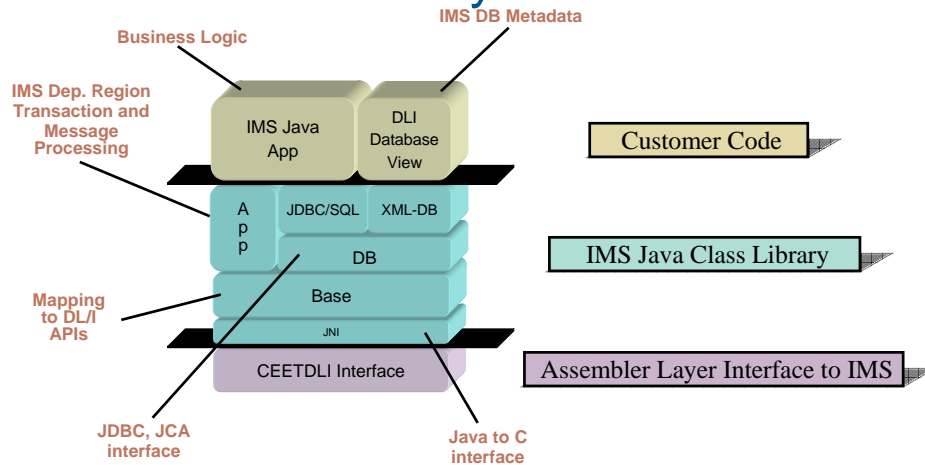 IMS DB Metadata
Business Logic
IMS Dep. Region
Transaction and
Message
Processing
IMS Java
App
DLI
Database
View
Customer Code
A
p
p
JDBC/SQL
XML-DB
DB
IMS Java Class Library
Base
Mapping
to DL/I
APIs
JNI
CEETDLI Interface
Assembler Layer Interface to IMS
JDBC, JCA
interface
Java to C
interface